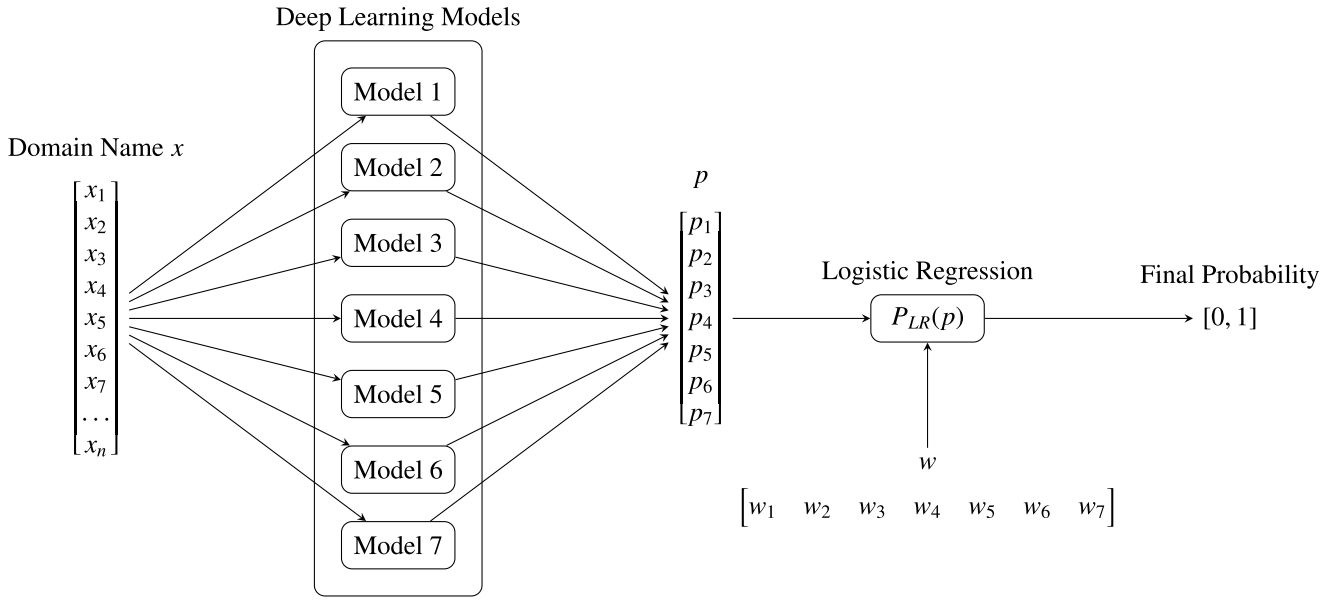 Deep Learning Models
Model 1
Model 2
Model 3
Model 4
Model 5
Model 6
Model 7
Domain Name x
x₁
x₂
x₃
x₄
x₅
x₆
x₇
...
xₙ
p
p₁
p₂
p₃
p₄
p₅
p₆
p₇
Logistic Regression
P_LR(p)
w
[w₁ w₂ w₃ w₄ w₅ w₆ w₇]
Final Probability
[0, 1]